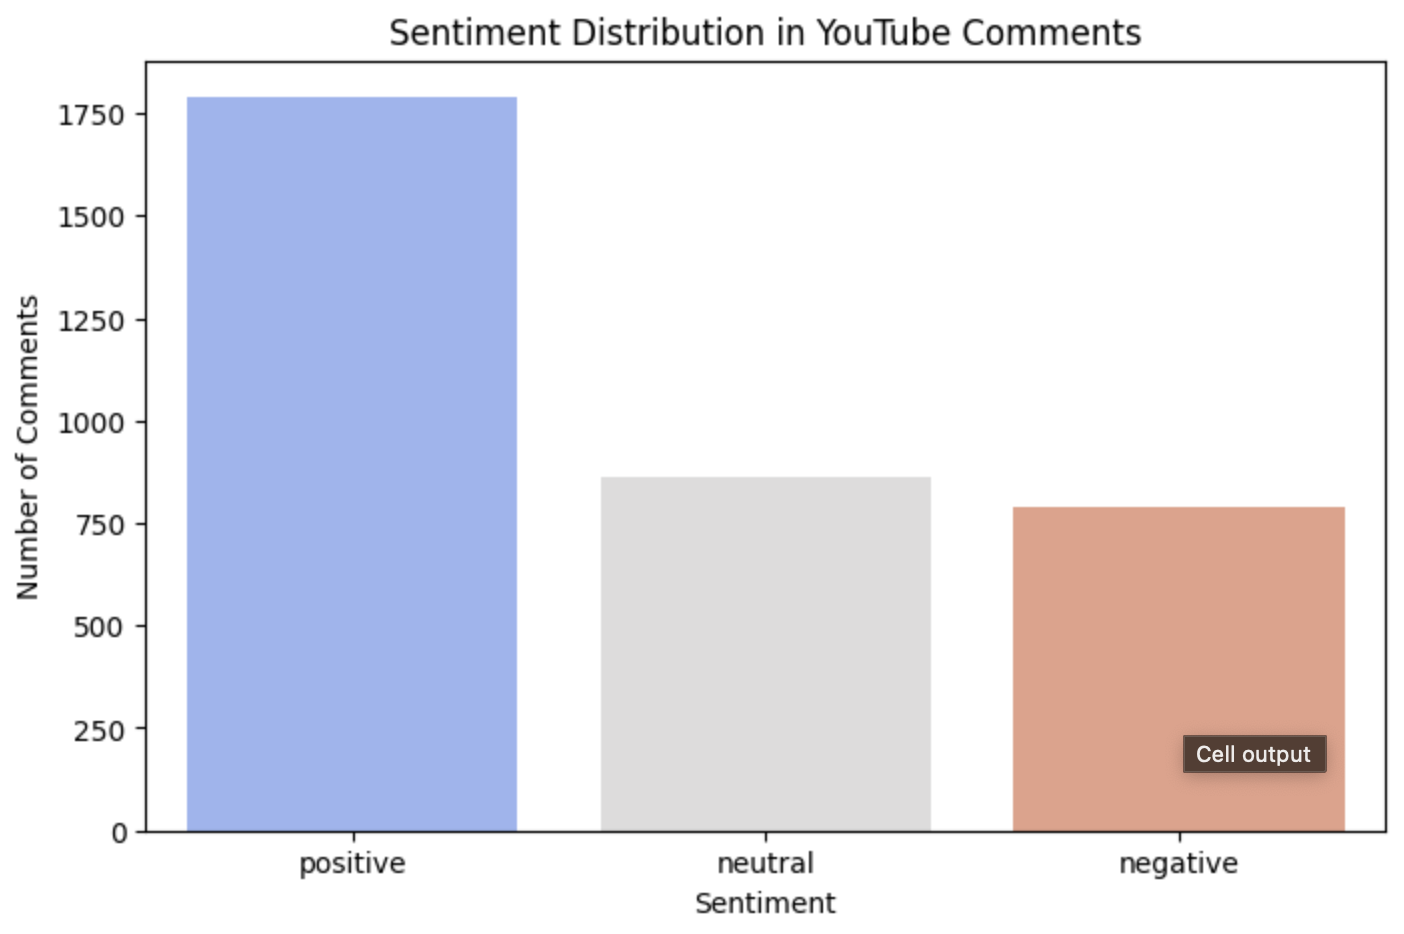 Sentiment Distribution in YouTube Comments
Number of Comments
1750
1500
1250
1000
750
500
250
0
Cell output
positive
neutral
negative
Sentiment